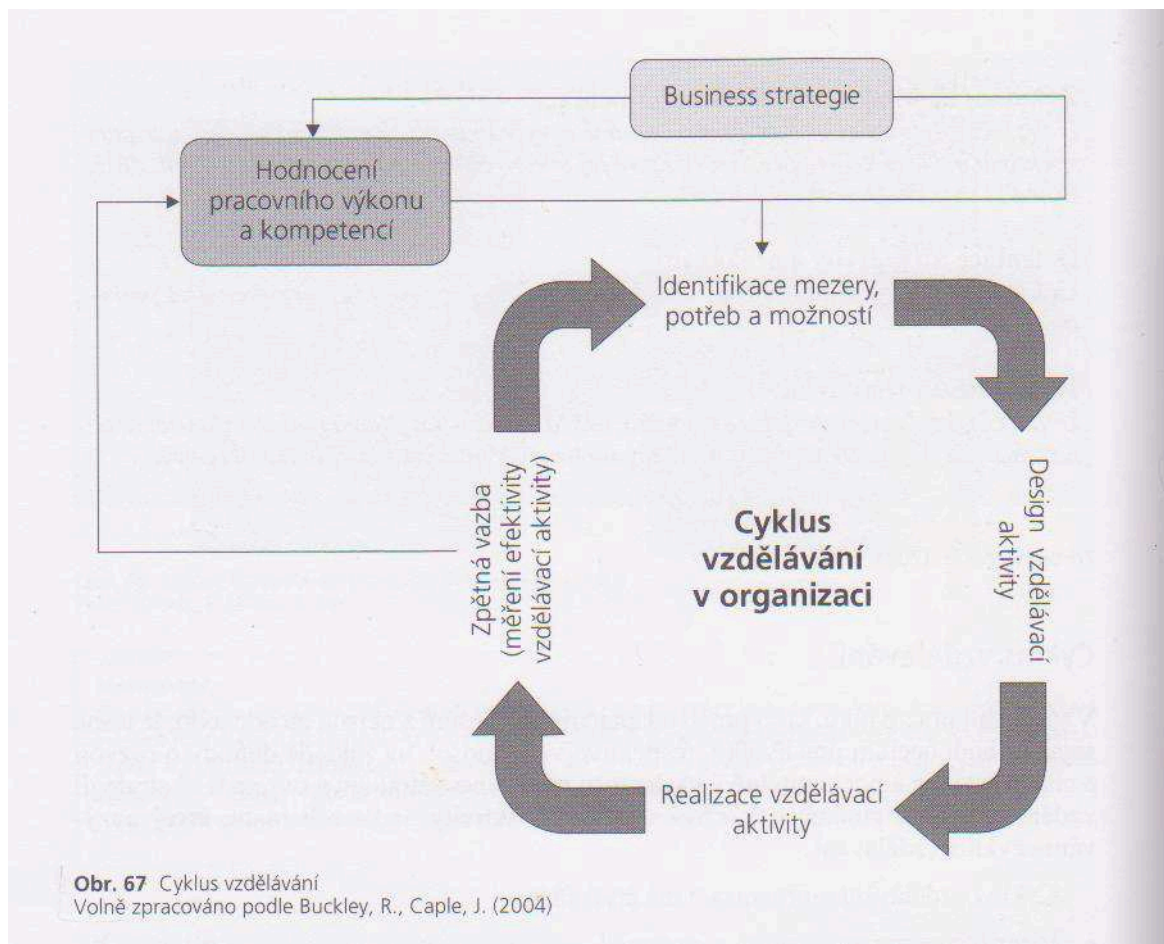 Business strategie
Hodnocení
pracovního výkonu
a kompetencí
Identifikace mezery,
potřeb a možností
Design vzdělávací
aktivity
Cyklus
vzdělávání
v organizaci
Zpětná vazba
(měření efektivity
vzdělávací aktivity)
Realizace vzdělávací
aktivity
Obr. 67 Cyklus vzdělávání
Volně zpracováno podle Buckley, R., Caple, J. (2004)